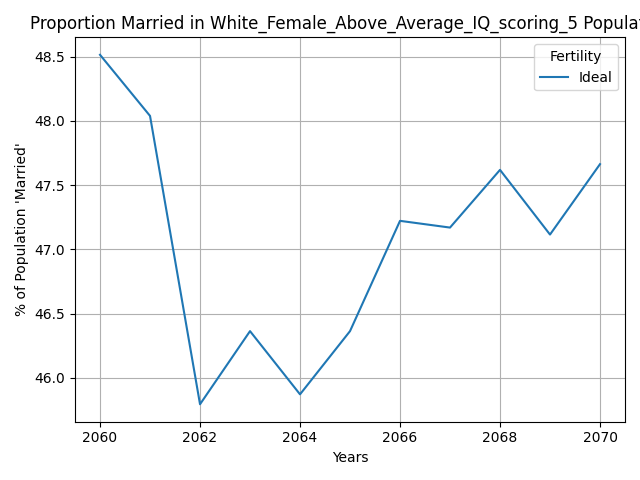 Proportion Married in White_Female_Above_Average_IQ_scoring_5 Populat
Fertility
Ideal
% of Population 'Married'
48.5
48.0
47.5
47.0
46.5
46.0
2060 2062 2064 2066 2068 2070
Years